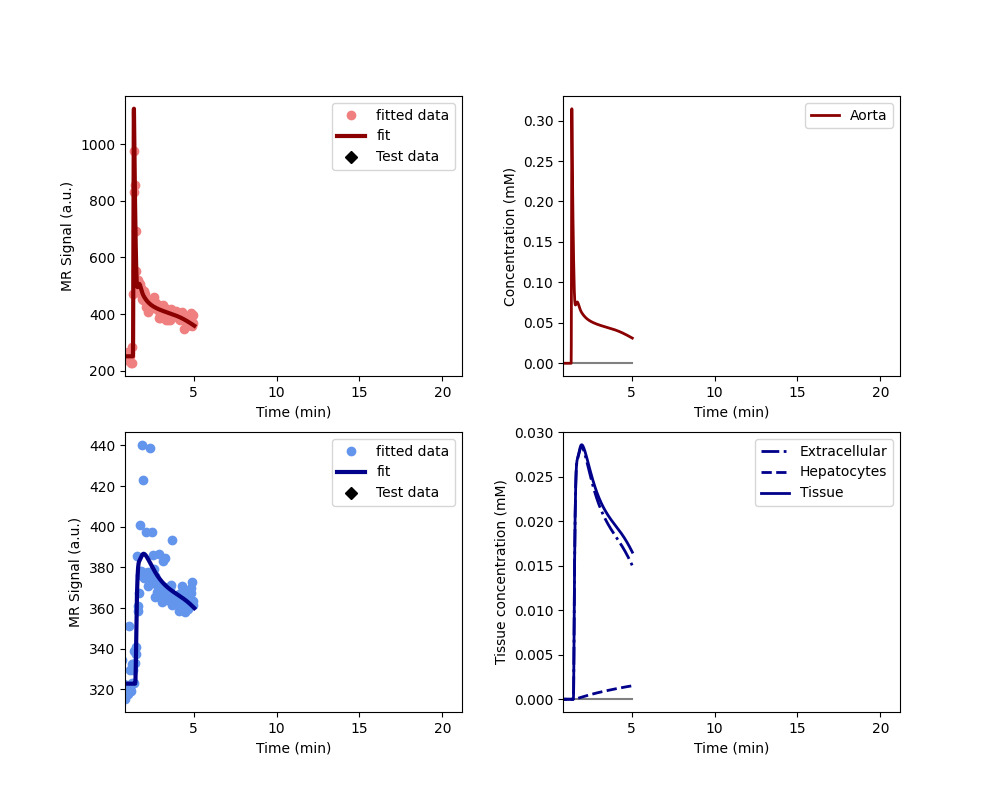 1000
800
600
400
200
MR Signal (a.u.)
5
10
15
20
Time (min)
fitted data
fit
Test data
0.30
0.25
0.20
0.15
0.10
0.05
0.00
Concentration (mM)
5
10
15
20
Time (min)
Aorta
440
420
400
380
360
340
320
MR Signal (a.u.)
5
10
15
20
Time (min)
fitted data
fit
Test data
0.030
0.025
0.020
0.015
0.010
0.005
0.000
Tissue concentration (mM)
5
10
15
20
Time (min)
Extracellular
Hepatocytes
Tissue